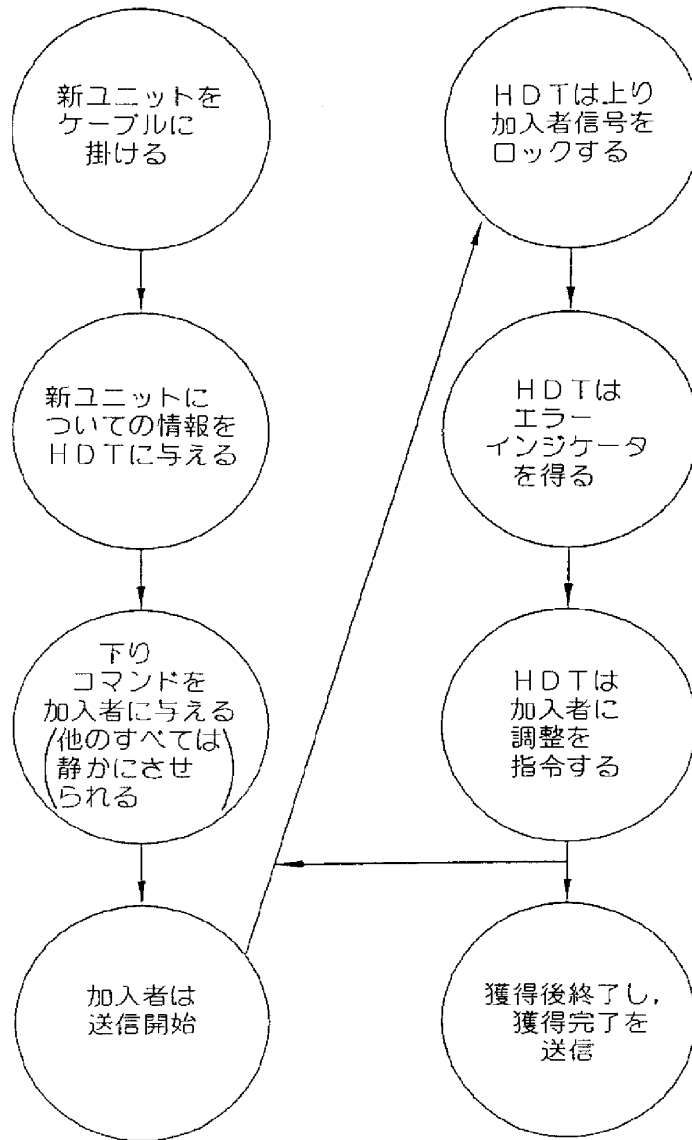 新ユニットを
ケーブルに
掛ける
新ユニットに
ついての情報を
HDTに与える
下り
コマンドを
加入者に与える
(他のすべては
静かにさせ
られる)
加入者は
送信開始
HDTは上り
加入者信号を
ロックする
HDTは
エラー
インジケータ
を得る
HDTは
加入者に
調整を
指令する
獲得後終了し,
獲得完了を
送信